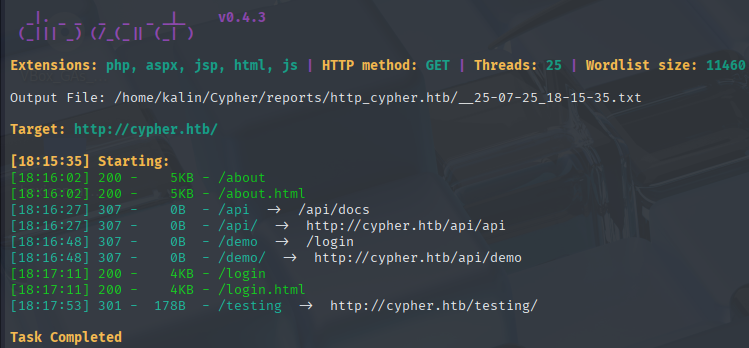 v0.4.3
Extensions: php, aspx, jsp, html, js | HTTP method: GET | Threads: 25 | Wordlist size: 11460
Output File: /home/kalin/Cypher/reports/http_cypher.htb/__25-07-25_18-15-35.txt
Target: http://cypher.htb/
[18:15:35] Starting:
[18:16:02] 200 -    5KB - /about
[18:16:02] 200 -    5KB - /about.html
[18:16:27] 307 -    0B  - /api  ->  /api/docs
[18:16:27] 307 -    0B  - /api/  ->  http://cypher.htb/api/api
[18:16:48] 307 -    0B  - /demo  ->  /login
[18:16:48] 307 -    0B  - /demo/  ->  http://cypher.htb/api/demo
[18:17:11] 200 -    4KB - /login
[18:17:11] 200 -    4KB - /login.html
[18:17:53] 301 -  178B  - /testing  ->  http://cypher.htb/testing/
Task Completed